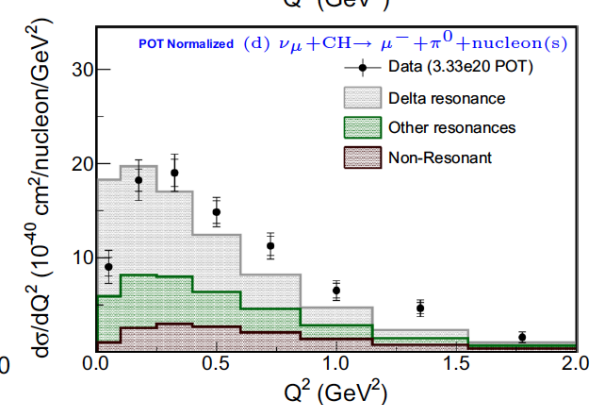 Q² (GeV²)
POT Normalized (d) νμ+CH→ μ⁻+π⁰+nucleon(s)
Data (3.33e20 POT)
Delta resonance
Other resonances
Non-Resonant
30
20
10
dσ/dQ² (10⁻⁴⁰ cm²/nucleon/GeV²)
0
0.0 0.5 1.0 1.5 2.0
Q² (GeV²)